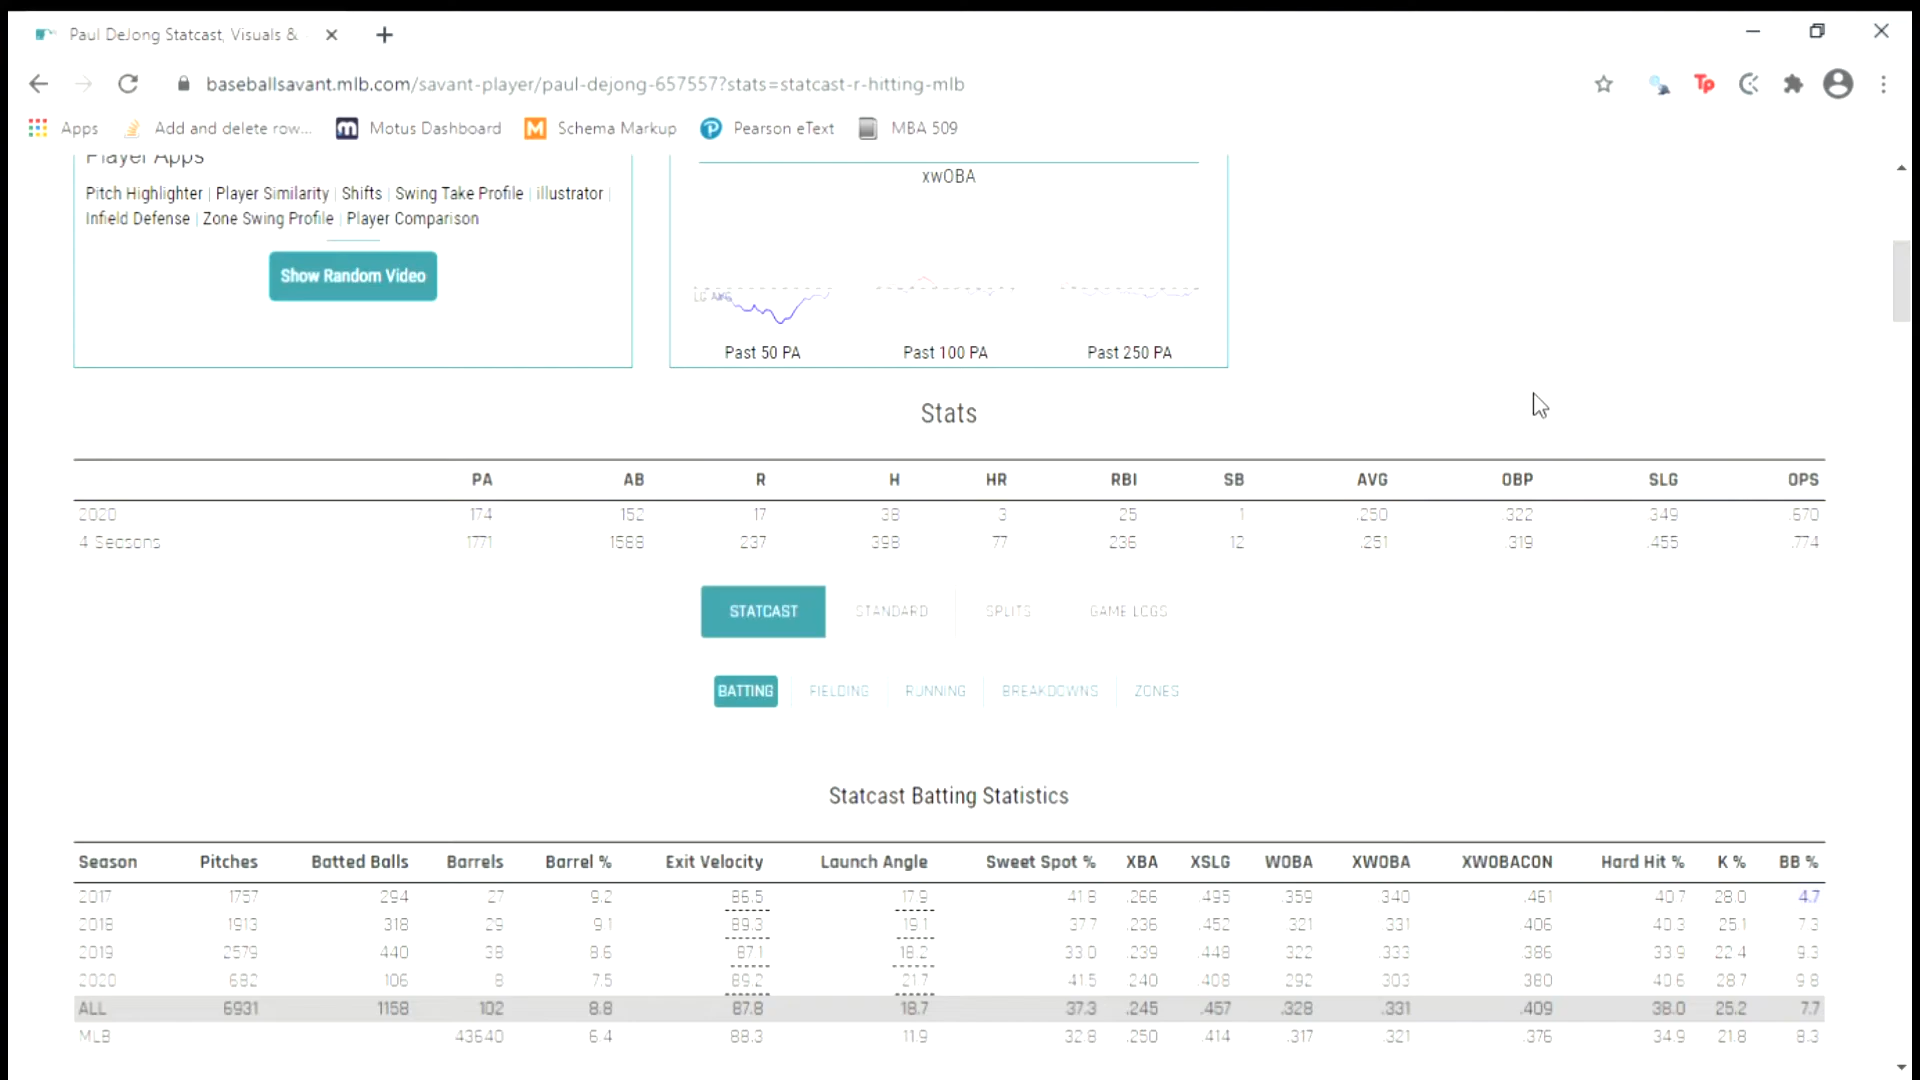 Paul DeJong Statcast, Visuals &
baseballsavant.mlb.com/savant-player/paul-dejong-657557?stats=statcast-r-hitting-mlb
Tp
Apps Add and delete row... Motus Dashboard M Schema Markup P Pearson eText MBA 509
Player Apps
Pitch Highlighter | Player Similarity | Shifts | Swing Take Profile | illustrator |
Infield Defense | Zone Swing Profile | Player Comparison
Show Random Video
xwOBA
LG AVG
Past 50 PA Past 100 PA Past 250 PA
Stats
PA AB R H HR RBI SB AVG OBP SLG OPS
2020 174 152 17 38 3 25 1 .250 .322 .349 .670
4 Seasons 1771 1588 237 398 77 236 12 .251 .319 .455 .774
STATCAST STANDARD SPLITS GAME LOGS
BATTING FIELDING RUNNING BREAKDOWNS ZONES
Statcast Batting Statistics
Season Pitches Batted Balls Barrels Barrel % Exit Velocity Launch Angle Sweet Spot % XBA XSLG WOBA XWOBA XWOBACON Hard Hit % K % BB %
2017 1757 294 27 9.2 86.5 17.9 41.8 .266 .495 .359 .340 .461 40.7 28.0 4.7
2018 1913 318 29 9.1 89.3 19.1 37.7 .236 .452 .321 .331 .406 40.3 25.1 7.3
2019 2579 440 38 8.6 87.1 18.2 33.0 .239 .448 .322 .333 .386 33.9 22.4 9.3
2020 682 106 8 7.5 89.2 21.7 41.5 .240 .408 .292 .303 .380 40.6 28.7 9.8
ALL 6931 1158 102 8.8 87.8 18.7 37.3 .245 .457 .328 .331 .409 38.0 25.2 7.7
MLB 43640 6.4 88.3 11.9 32.8 .250 .414 .317 .321 .376 34.9 21.8 8.3